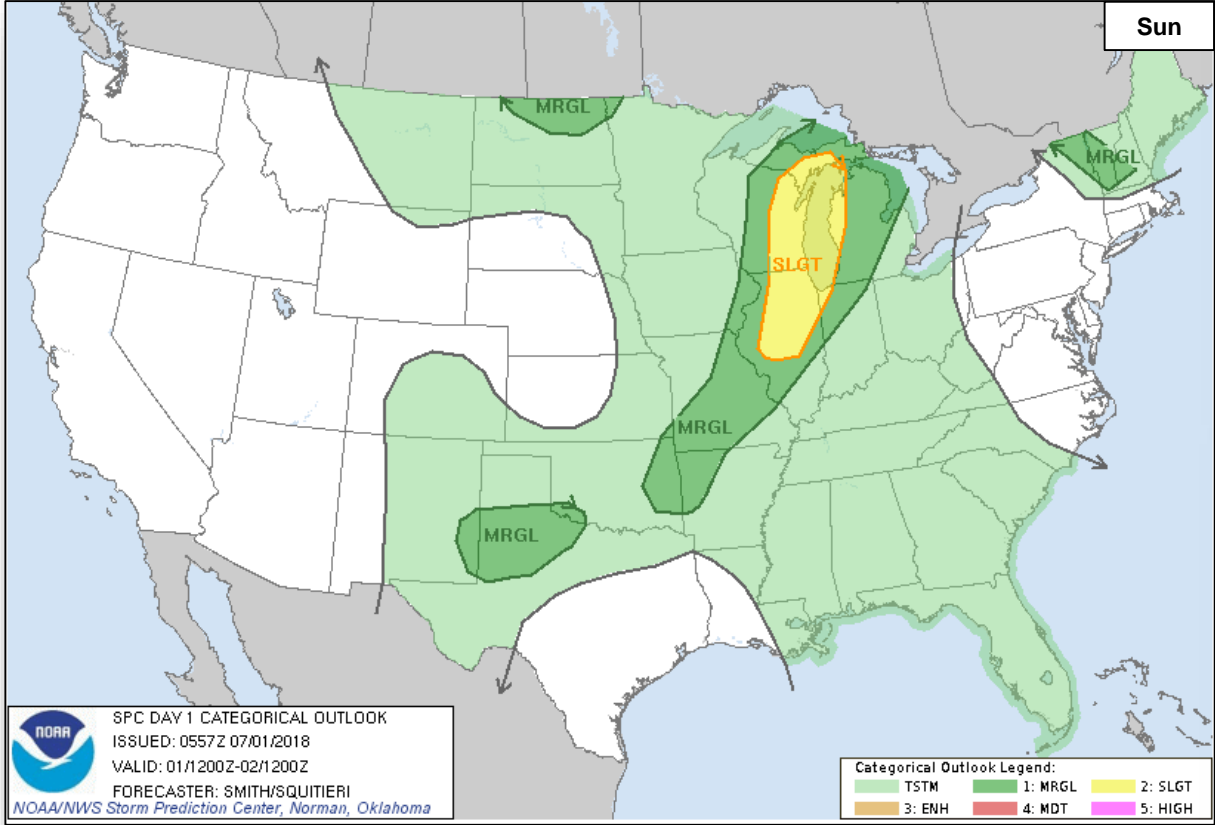 Sun
MRGL
MRGL
SLGT
MRGL
MRGL
NOAA
SPC DAY 1 CATEGORICAL OUTLOOK
ISSUED: 0557Z 07/01/2018
VALID: 01/1200Z-02/1200Z
FORECASTER: SMITH/SQUITIERI
NOAA/NWS Storm Prediction Center, Norman, Oklahoma
Categorical Outlook Legend:
TSTM 1: MRGL 2: SLGT
3: ENH 4: MDT 5: HIGH